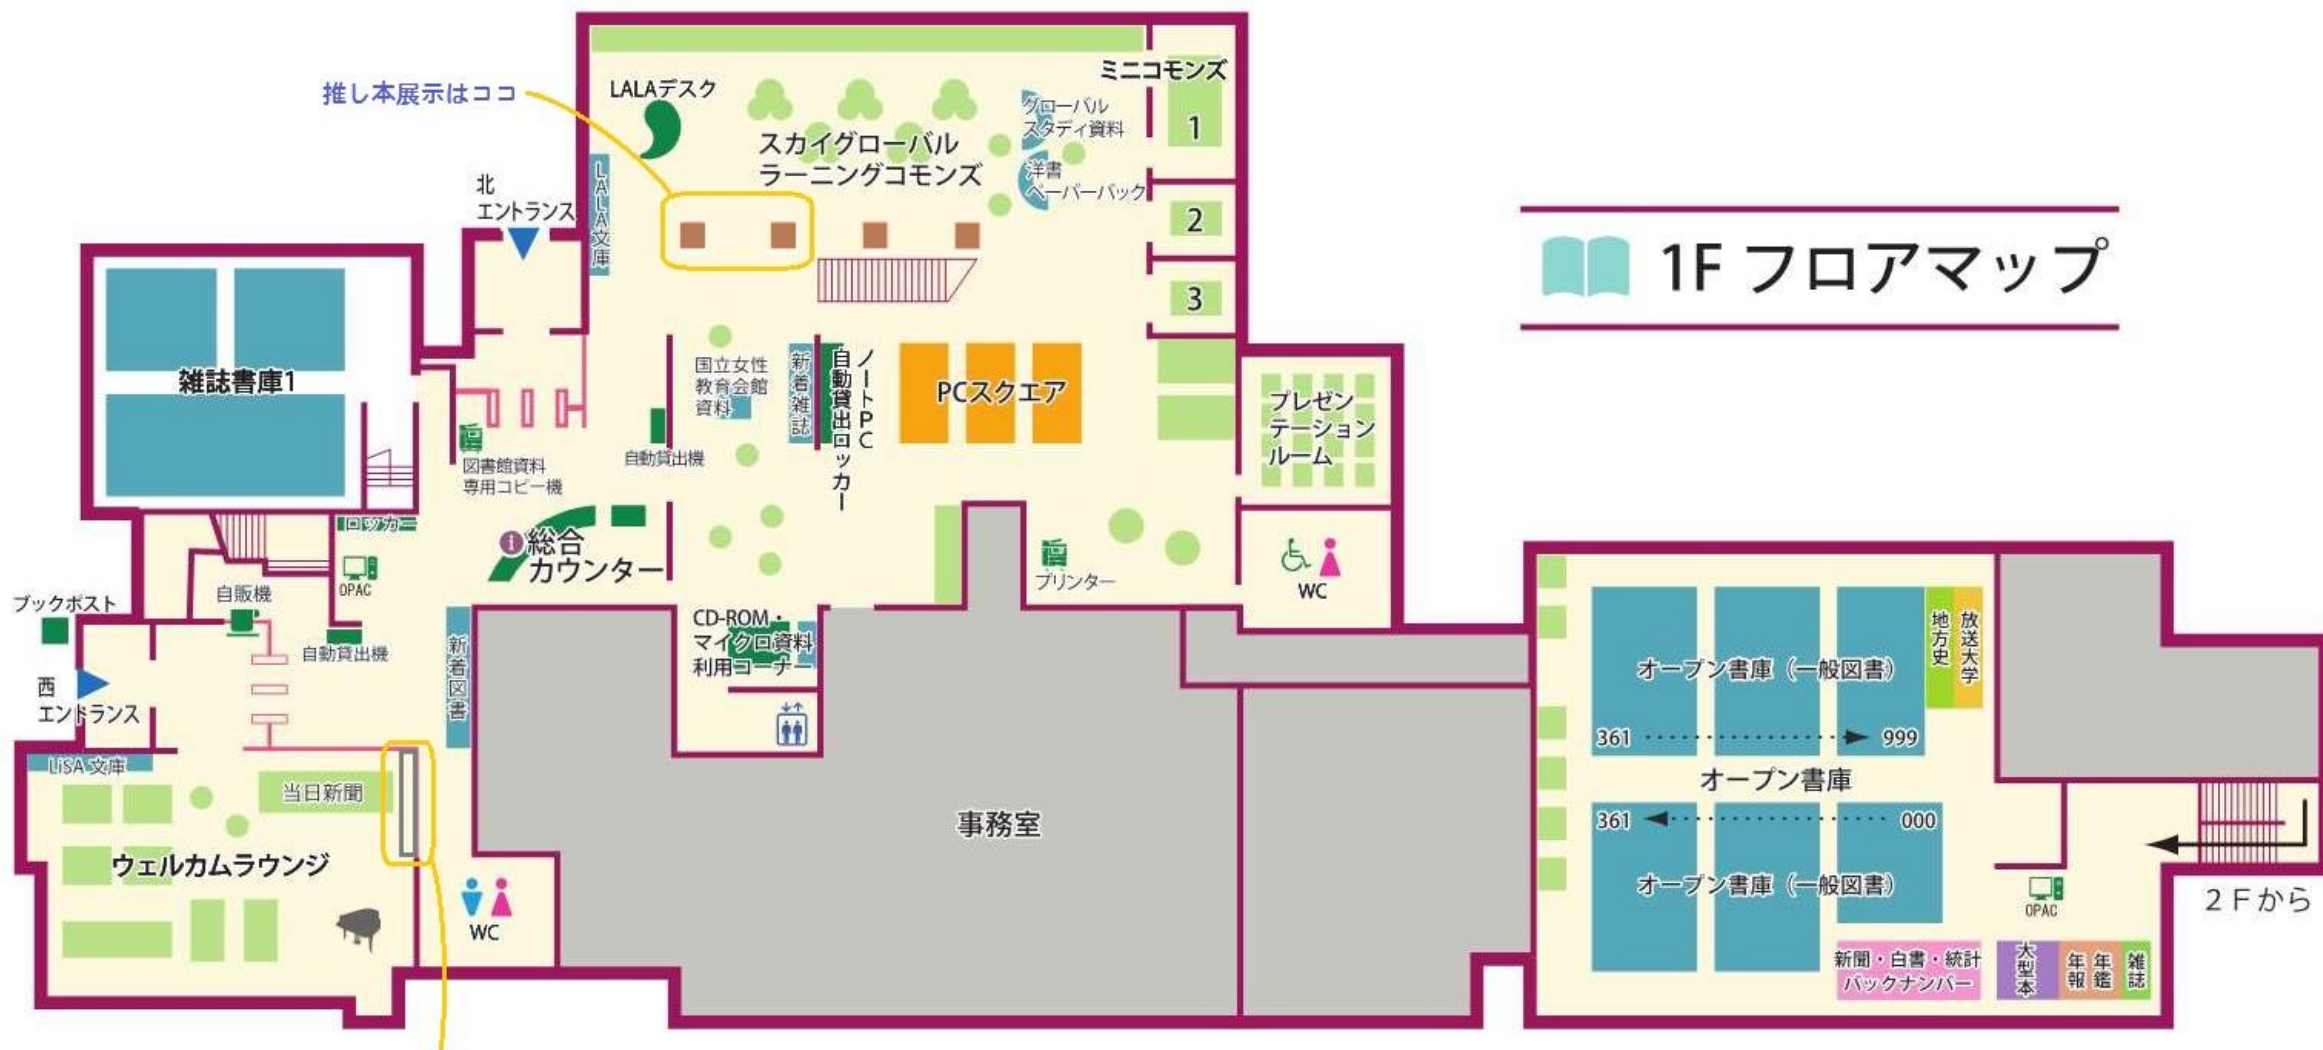 推し本展示はココ
LALAデスク
ミニコモンズ
1
グローバル
スタディ資料
スカイグローバル
ラーニングコモンズ
洋書
ペーパーバック
LALA文庫
北
エントランス
2
3
1F フロアマップ
雑誌書庫1
国立女性
教育会館
資料
新着雑誌
ノートPC
自動貸出ロッカー
PCスクエア
プレゼン
テーション
ルーム
図書館資料
専用コピー機
自動貸出機
ロッカー
総合
カウンター
OPAC
プリンター
WC
自販機
ブックポスト
自動貸出機
新着図書
CD-ROM・
マイクロ資料
利用コーナー
西
エントランス
LiSA 文庫
当日新聞
ウェルカムラウンジ
WC
事務室
オープン書庫（一般図書）
地方史
放送大学
361
999
オープン書庫
361
000
オープン書庫（一般図書）
OPAC
２Ｆから
新聞・白書・統計
バックナンバー
大型本
年鑑
年報
雑誌